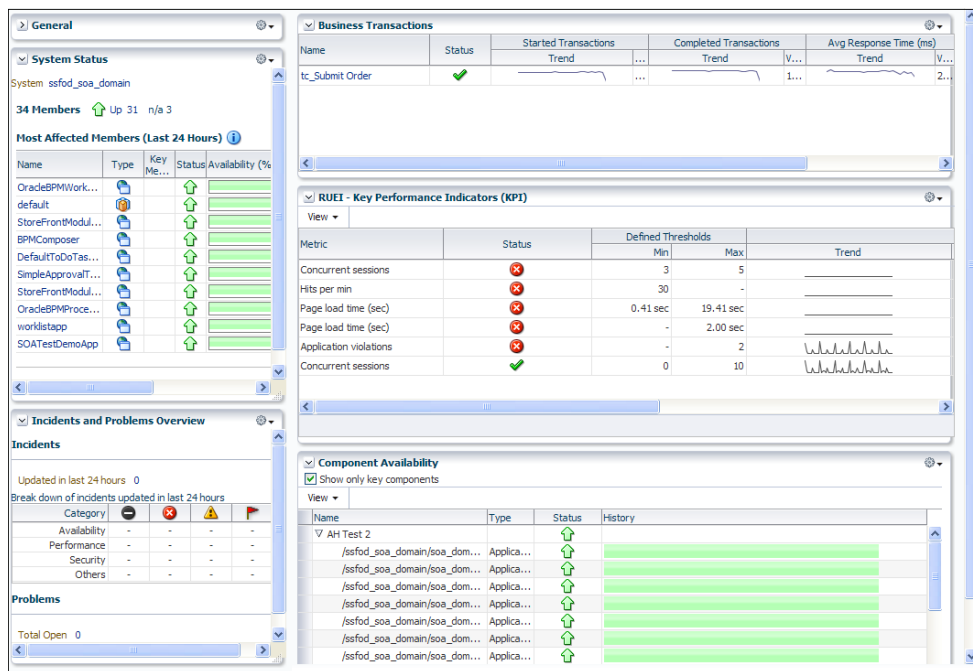 General
System Status
System ssfod_soa_domain
34 Members Up 31 n/a 3
Most Affected Members (Last 24 Hours)
Name Type Key Me... Status Availability (%
OracleBPMWork...
default
StoreFrontModul...
BPMComposer
DefaultToDoTas...
SimpleApprovalT...
StoreFrontModul...
OracleBPMProce...
worklistapp
SOATestDemoApp
Incidents and Problems Overview
Incidents
Updated in last 24 hours 0
Break down of incidents updated in last 24 hours
Category
Availability - - - -
Performance - - - -
Security - - - -
Others - - - -
Problems
Total Open 0
Business Transactions
Name Status Started Transactions Completed Transactions Avg Response Time (ms)
Trend ... Trend V... Trend V...
tc_Submit Order ... 1... 2...
RUEI - Key Performance Indicators (KPI)
View
Metric Status Defined Thresholds Trend
Min Max
Concurrent sessions 3 5
Hits per min 30 -
Page load time (sec) 0.41 sec 19.41 sec
Page load time (sec) - 2.00 sec
Application violations - 2
Concurrent sessions 0 10
Component Availability
Show only key components
View
Name Type Status History
AH Test 2
/ssfod_soa_domain/soa_dom... Applica...
/ssfod_soa_domain/soa_dom... Applica...
/ssfod_soa_domain/soa_dom... Applica...
/ssfod_soa_domain/soa_dom... Applica...
/ssfod_soa_domain/soa_dom... Applica...
/ssfod_soa_domain/soa_dom... Applica...
/ssfod_soa_domain/soa_dom... Applica...